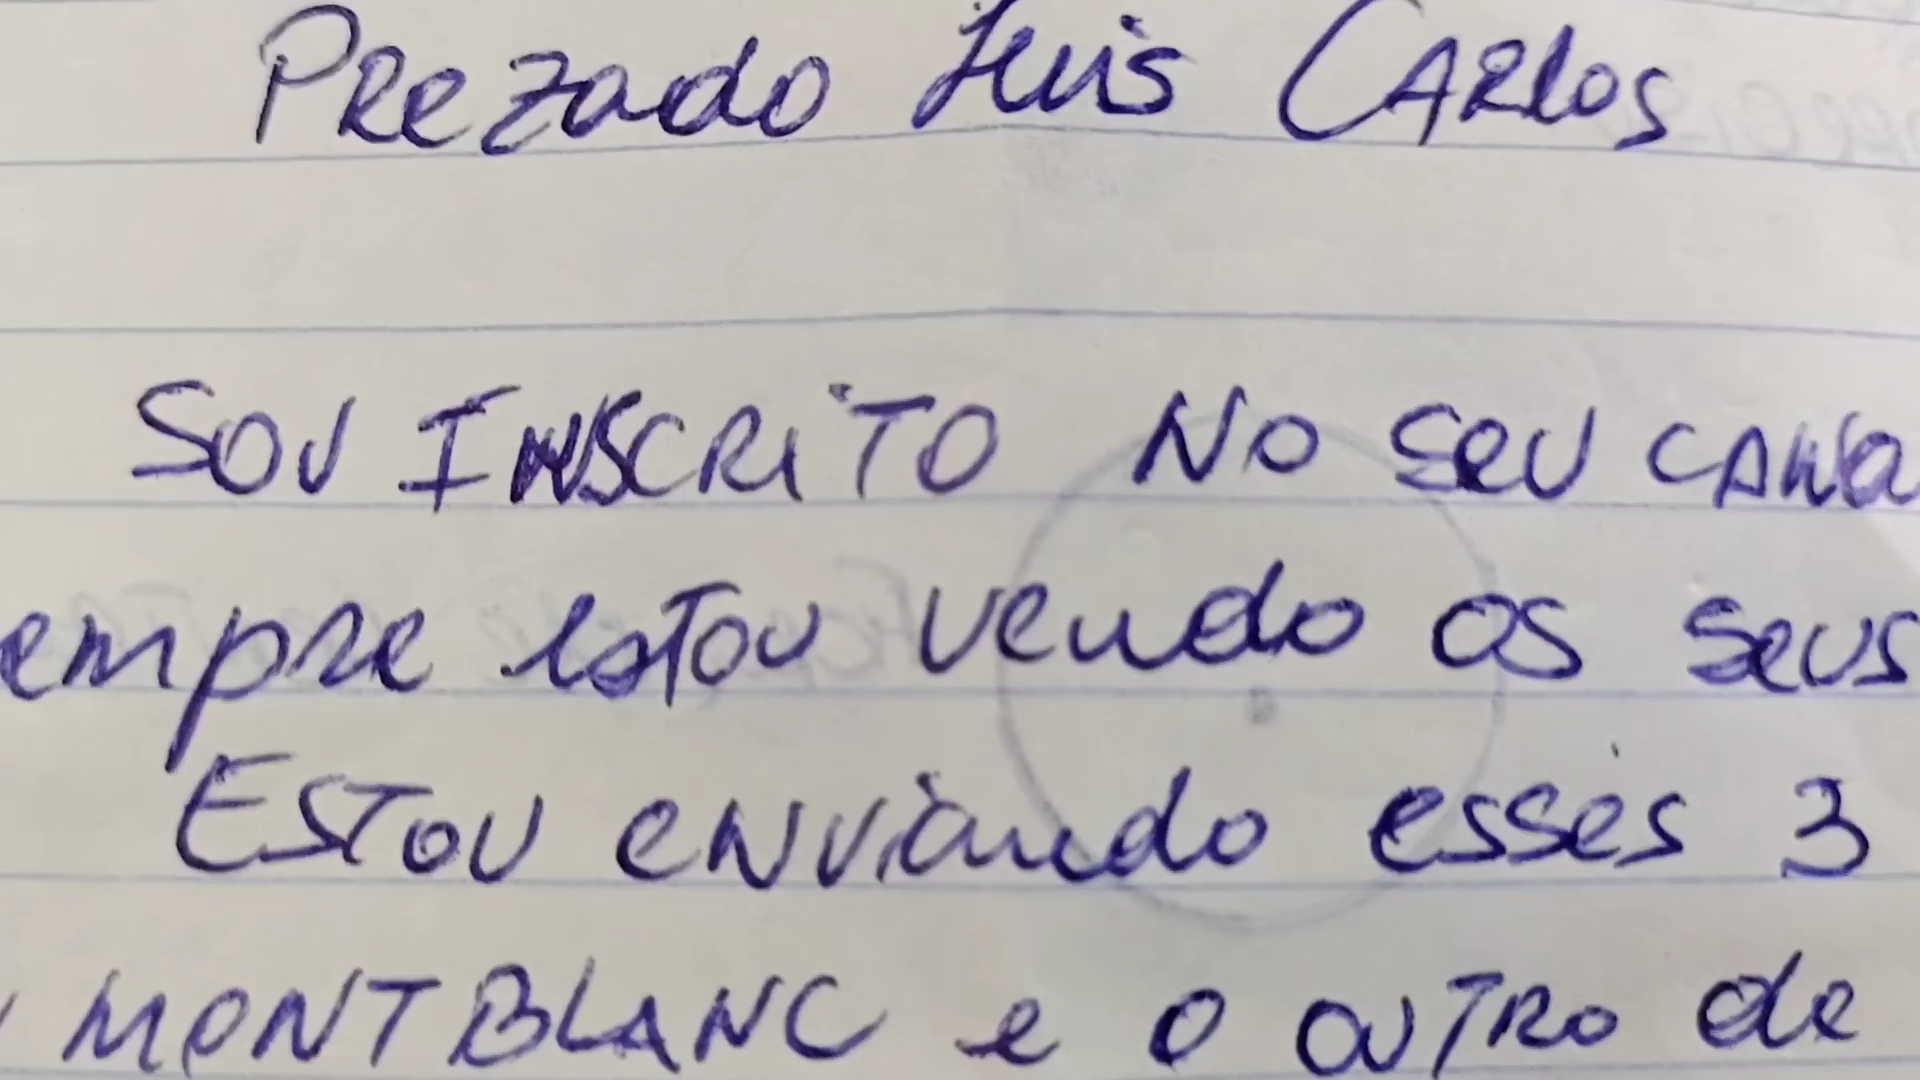 Prezado Luis Carlos
Sou Inscrito no seu cana
empre estou vendo os seus
Estou enviando esses 3
MONTBLANC e o outro de